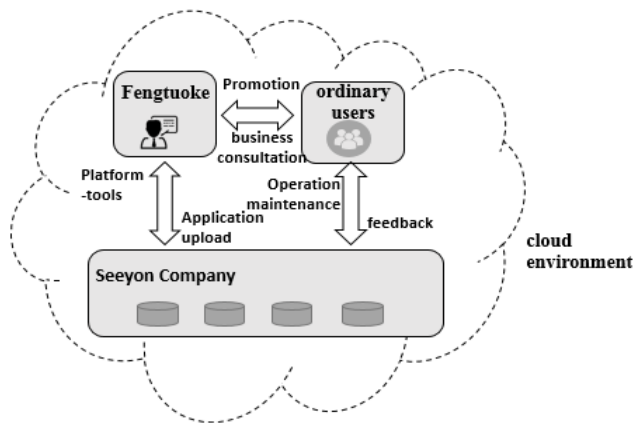 Fengtuoke
Promotion
ordinary
users
business
consultation
Platform
-tools
Application
upload
Operation
maintenance
feedback
Seeyon Company
cloud
environment